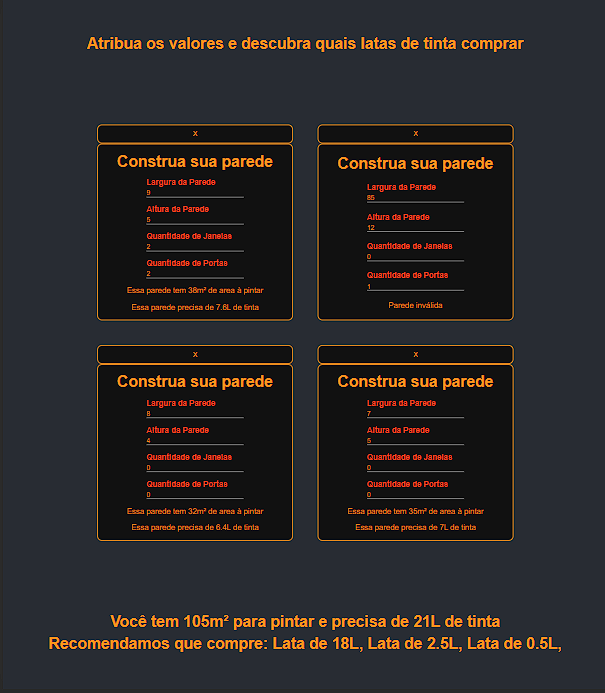 Atribua os valores e descubra quais latas de tinta comprar
x
Construa sua parede
Largura da Parede
9
Altura da Parede
5
Quantidade de Janelas
2
Quantidade de Portas
2
Essa parede tem 38m² de area à pintar
Essa parede precisa de 7.6L de tinta
x
Construa sua parede
Largura da Parede
85
Altura da Parede
12
Quantidade de Janelas
0
Quantidade de Portas
1
Parede inválida
x
Construa sua parede
Largura da Parede
8
Altura da Parede
4
Quantidade de Janelas
0
Quantidade de Portas
0
Essa parede tem 32m² de area à pintar
Essa parede precisa de 6.4L de tinta
x
Construa sua parede
Largura da Parede
7
Altura da Parede
5
Quantidade de Janelas
0
Quantidade de Portas
0
Essa parede tem 35m² de area à pintar
Essa parede precisa de 7L de tinta
Você tem 105m² para pintar e precisa de 21L de tinta
Recomendamos que compre: Lata de 18L, Lata de 2.5L, Lata de 0.5L,